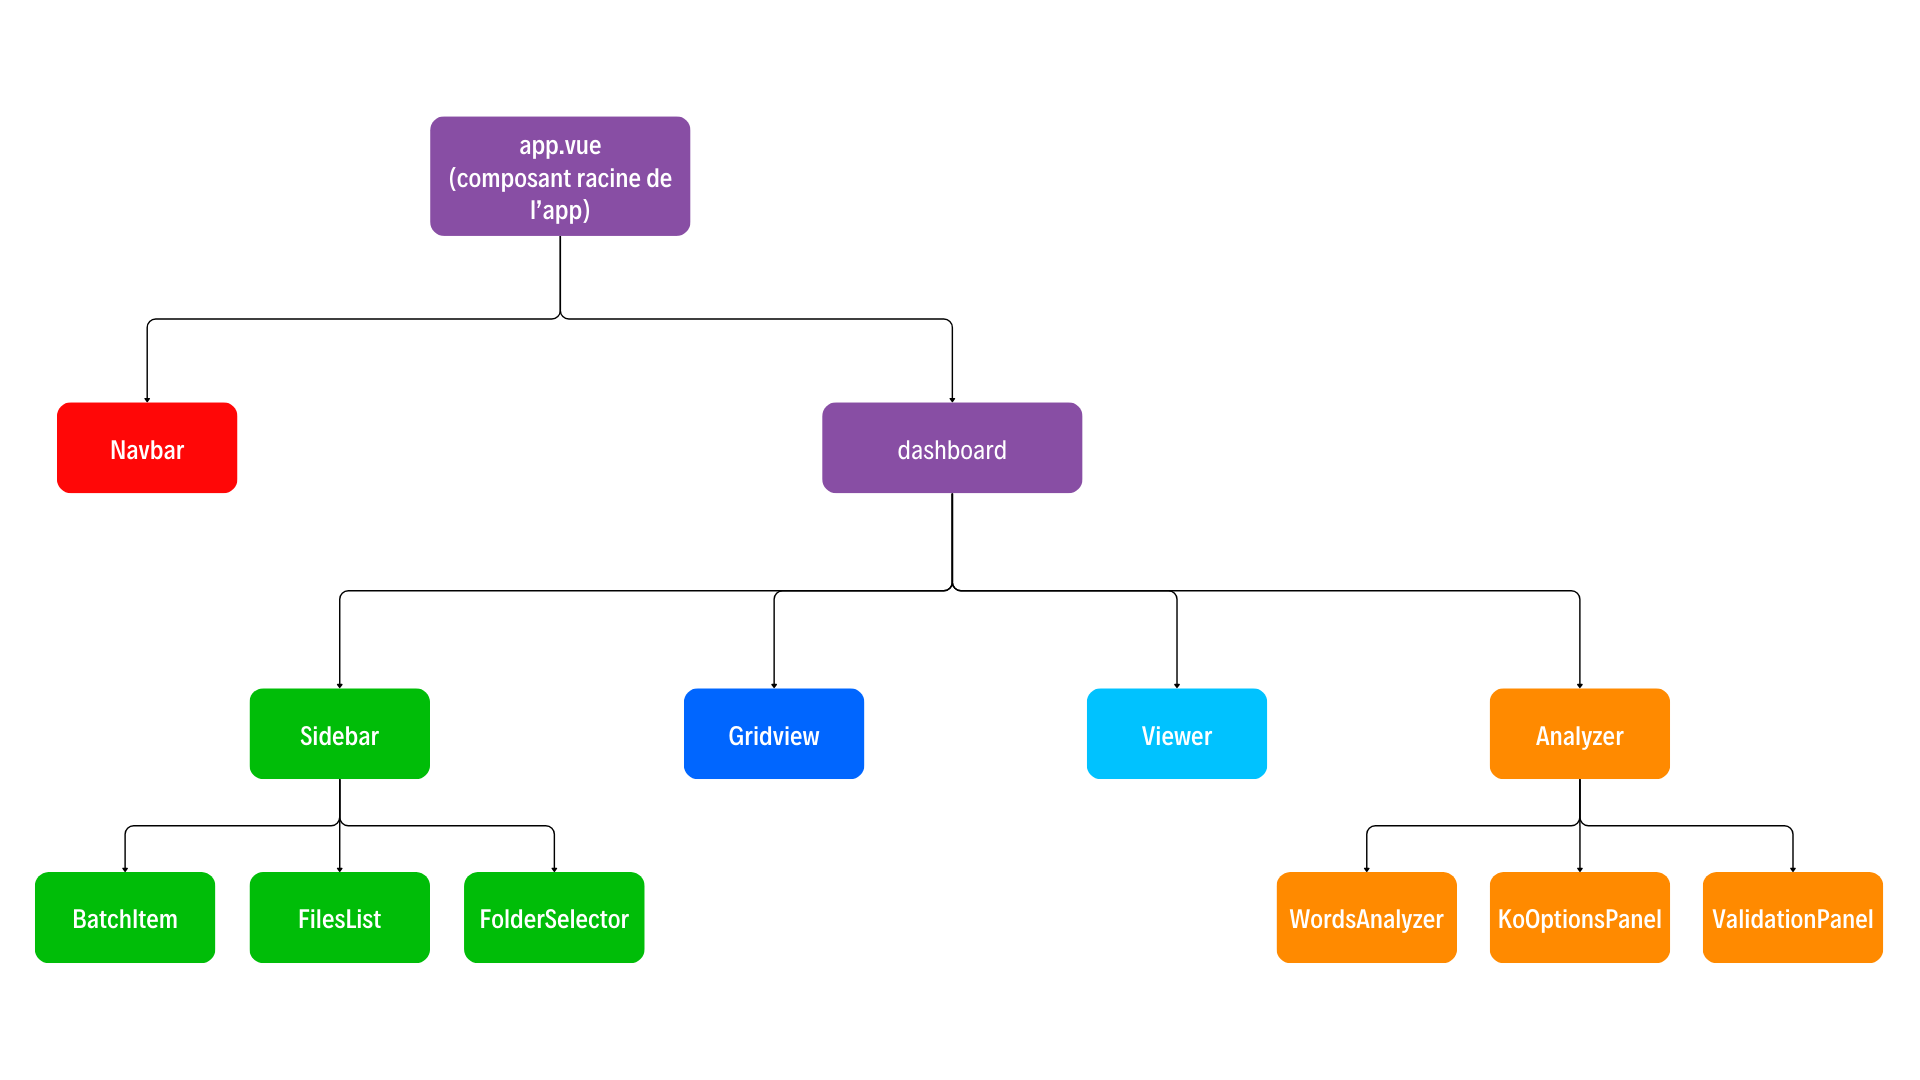 app.vue
(composant racine de
l’app)
Navbar
dashboard
Sidebar
Gridview
Viewer
Analyzer
BatchItem
FilesList
FolderSelector
WordsAnalyzer
KoOptionsPanel
ValidationPanel